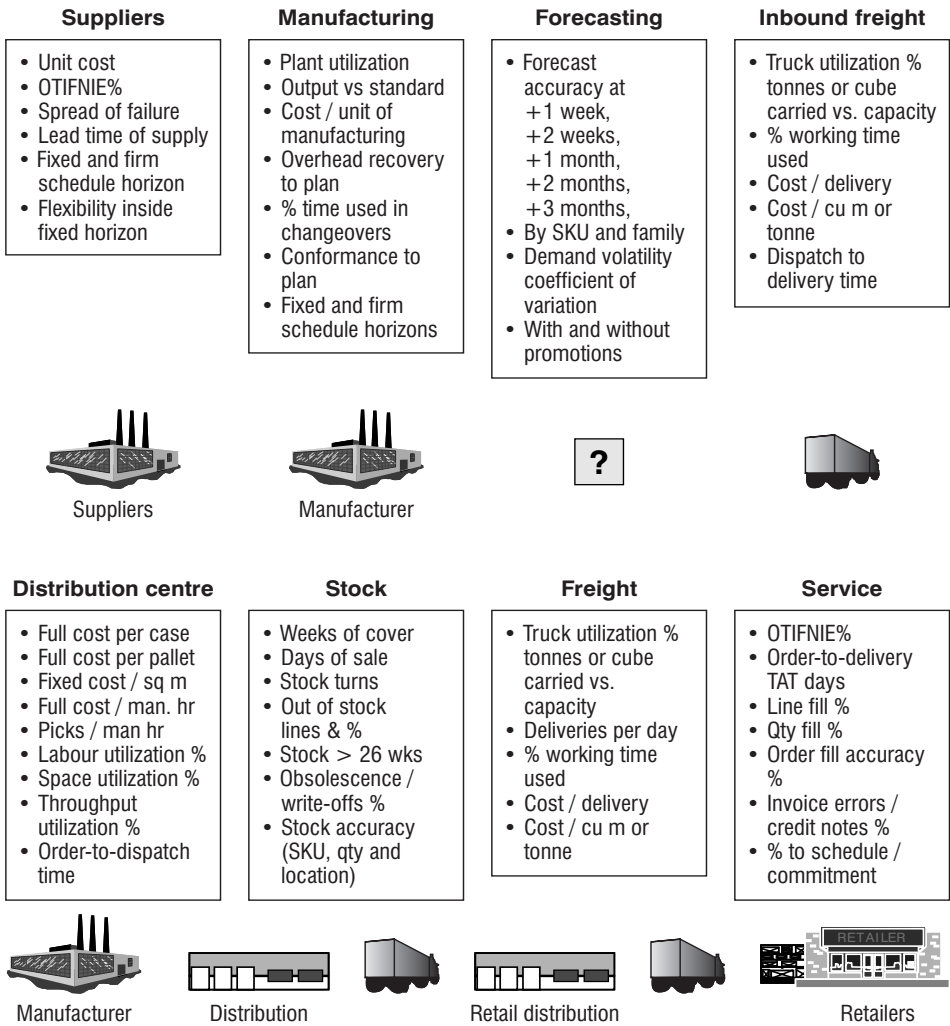 Suppliers
• Unit cost
• OTIFNIE%
• Spread of failure
• Lead time of supply
• Fixed and firm
schedule horizon
• Flexibility inside
fixed horizon
Manufacturing
• Plant utilization
• Output vs standard
• Cost / unit of
manufacturing
• Overhead recovery
to plan
• % time used in
changeovers
• Conformance to
plan
• Fixed and firm
schedule horizons
Forecasting
• Forecast
accuracy at
+1 week,
+2 weeks,
+1 month,
+2 months,
+3 months,
• By SKU and family
• Demand volatility
coefficient of
variation
• With and without
promotions
Inbound freight
• Truck utilization %
tonnes or cube
carried vs. capacity
• % working time
used
• Cost / delivery
• Cost / cu m or
tonne
• Dispatch to
delivery time
Suppliers
Manufacturer
?
Distribution centre
• Full cost per case
• Full cost per pallet
• Fixed cost / sq m
• Full cost / man. hr
• Picks / man hr
• Labour utilization %
• Space utilization %
• Throughput
utilization %
• Order-to-dispatch
time
Stock
• Weeks of cover
• Days of sale
• Stock turns
• Out of stock
lines & %
• Stock > 26 wks
• Obsolescence /
write-offs %
• Stock accuracy
(SKU, qty and
location)
Freight
• Truck utilization %
tonnes or cube
carried vs.
capacity
• Deliveries per day
• % working time
used
• Cost / delivery
• Cost / cu m or
tonne
Service
• OTIFNIE%
• Order-to-delivery
TAT days
• Line fill %
• Qty fill %
• Order fill accuracy
%
• Invoice errors /
credit notes %
• % to schedule /
commitment
RETAILER
Manufacturer
Distribution
Retail distribution
Retailers